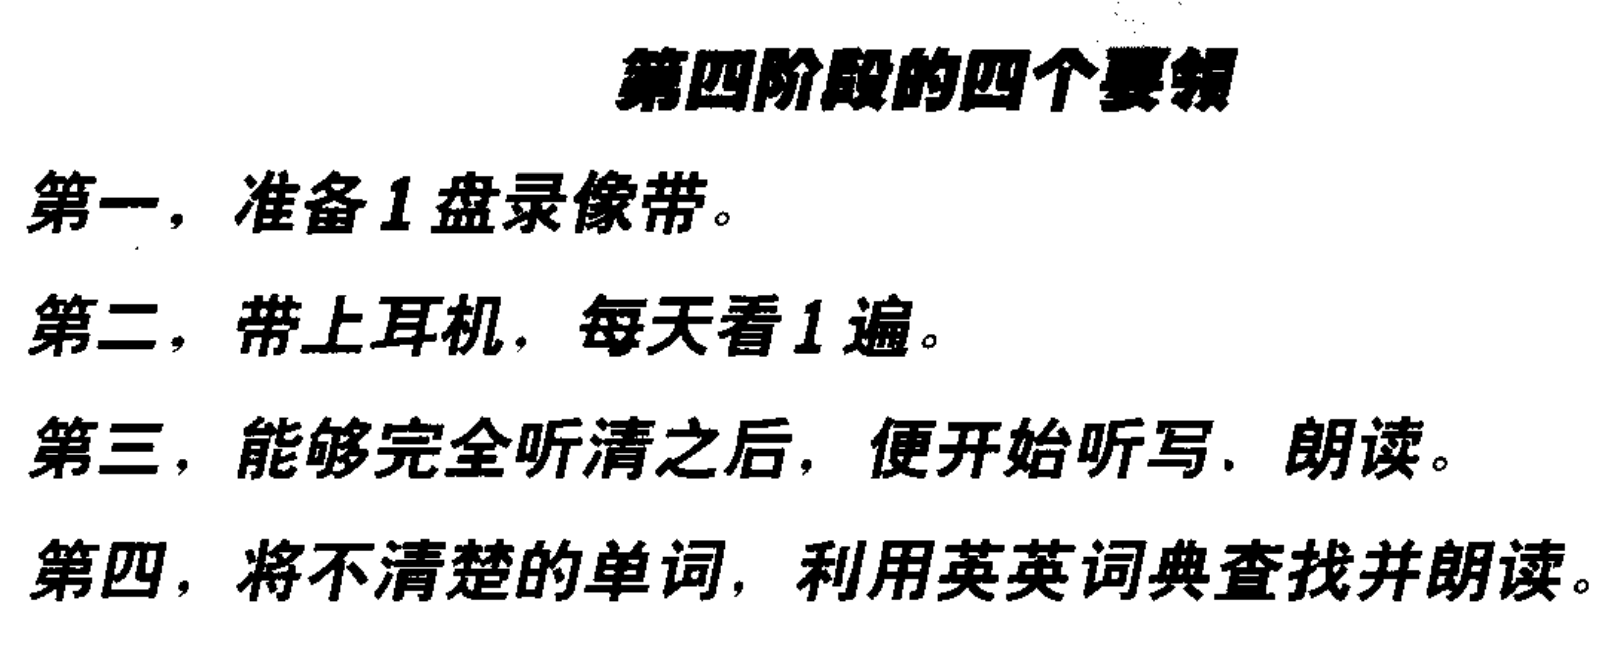 第四阶段的四个要领
第一，准备1盘录像带。
第二，带上耳机，每天看1遍。
第三，能够完全听清之后，便开始听写、朗读。
第四，将不清楚的单词，利用英英词典查找并朗读。